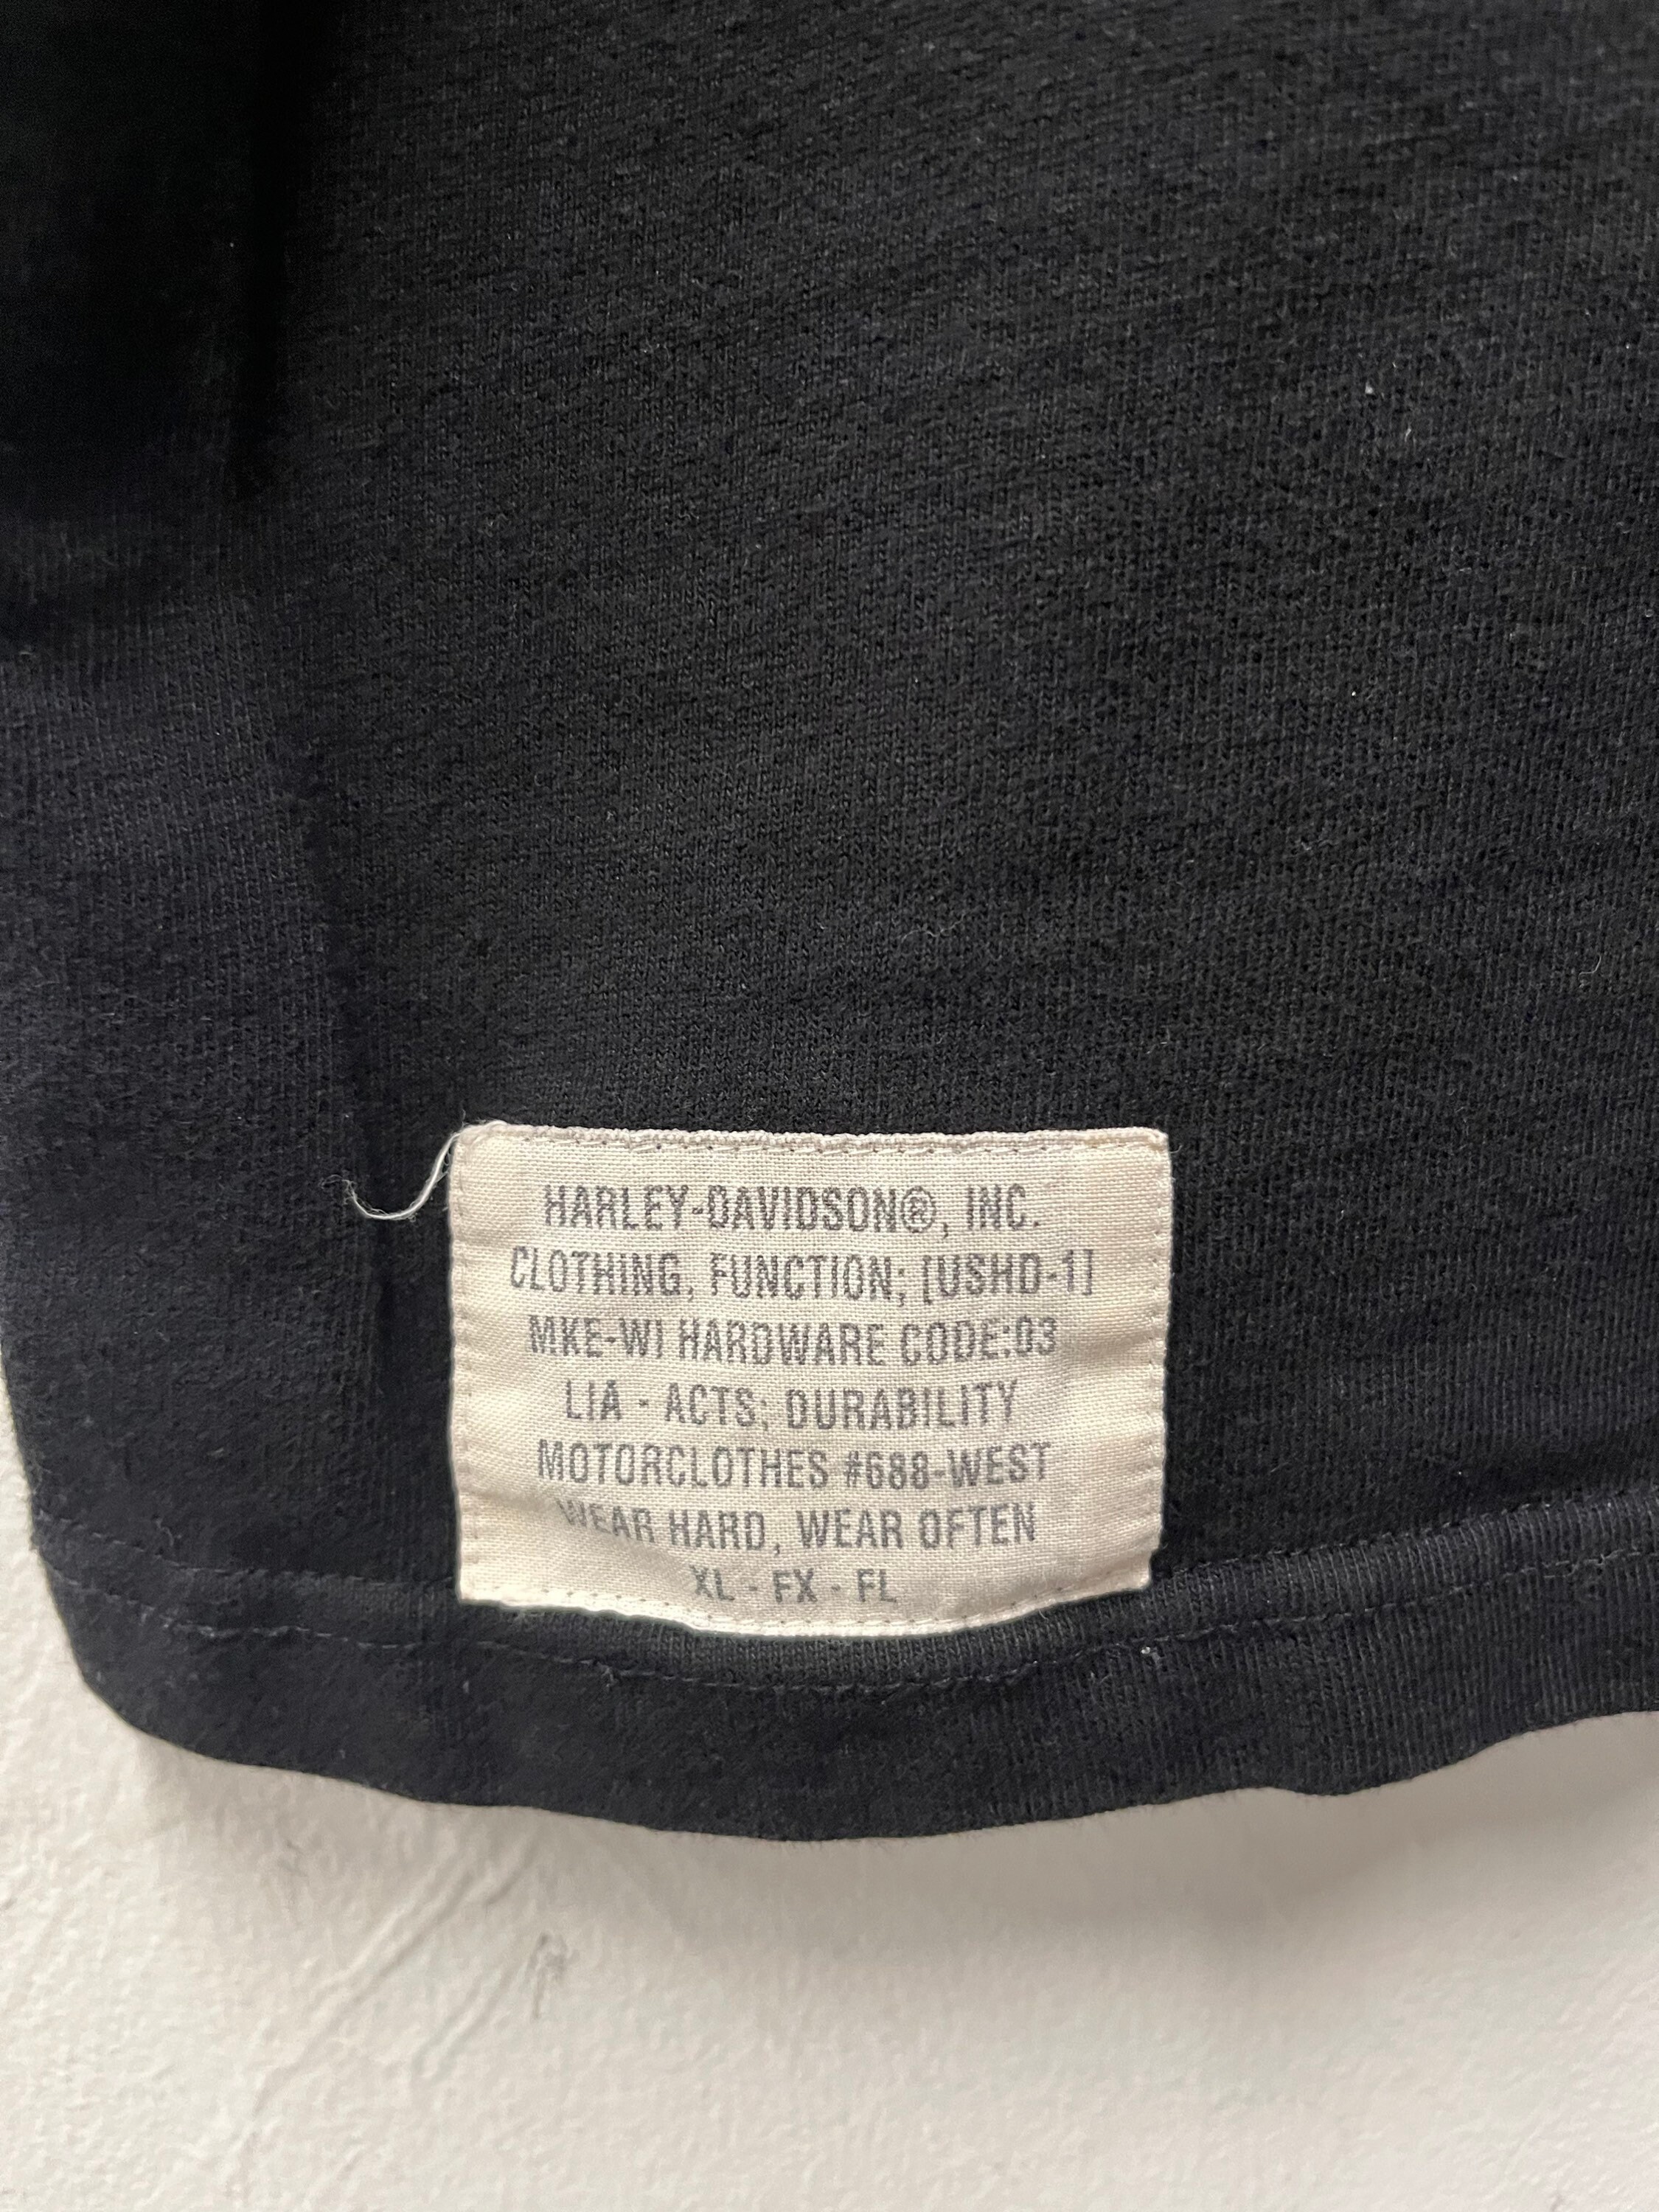 HARLEY-DAVIDSON®, INC.
CLOTHING, FUNCTION; [USHD-1]
MKE-WI HARDWARE CODE:03
LIA - ACTS; DURABILITY
MOTORCLOTHES #688-WEST
WEAR HARD, WEAR OFTEN
XL - FX - FL